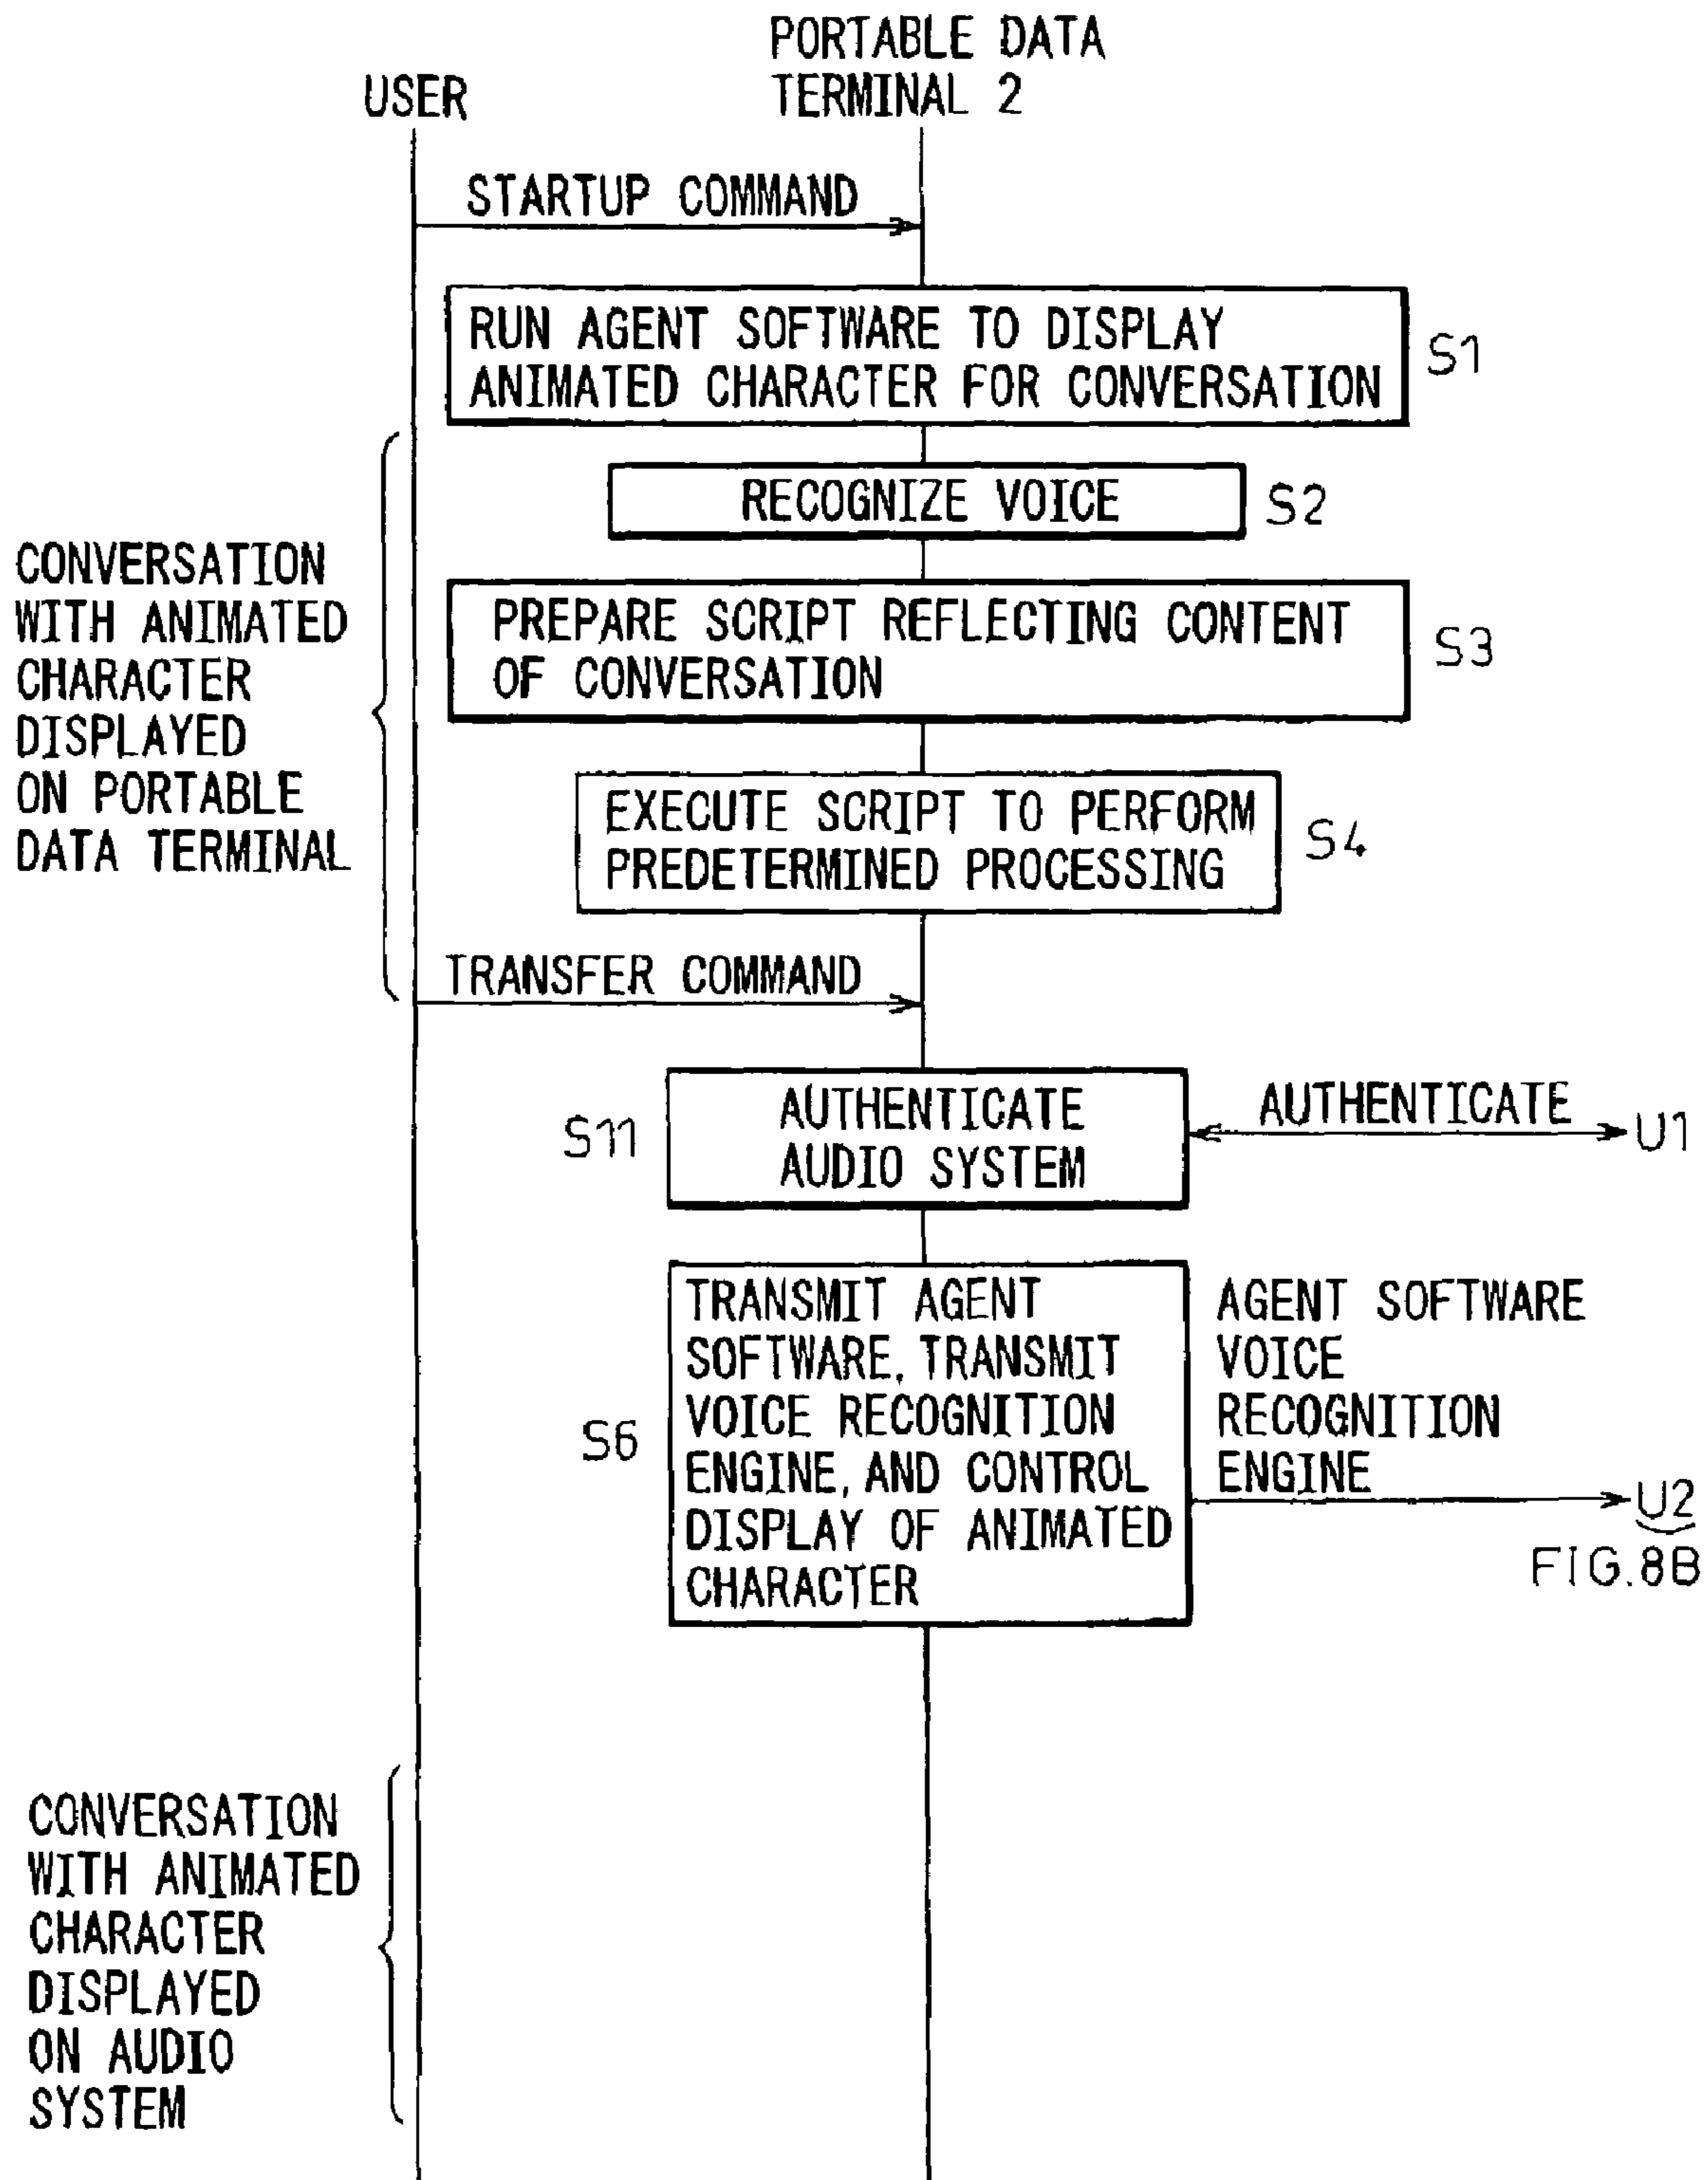 PORTABLE DATA
TERMINAL 2
USER
STARTUP COMMAND
RUN AGENT SOFTWARE TO DISPLAY
ANIMATED CHARACTER FOR CONVERSATION
S1
RECOGNIZE VOICE
S2
CONVERSATION
WITH ANIMATED
CHARACTER
DISPLAYED
ON PORTABLE
DATA TERMINAL
PREPARE SCRIPT REFLECTING CONTENT
OF CONVERSATION
S3
EXECUTE SCRIPT TO PERFORM
PREDETERMINED PROCESSING
S4
TRANSFER COMMAND
S11
AUTHENTICATE
AUDIO SYSTEM
AUTHENTICATE
U1
S6
TRANSMIT AGENT
SOFTWARE, TRANSMIT
VOICE RECOGNITION
ENGINE, AND CONTROL
DISPLAY OF ANIMATED
CHARACTER
AGENT SOFTWARE
VOICE
RECOGNITION
ENGINE
U2
FIG.8B
CONVERSATION
WITH ANIMATED
CHARACTER
DISPLAYED
ON AUDIO
SYSTEM